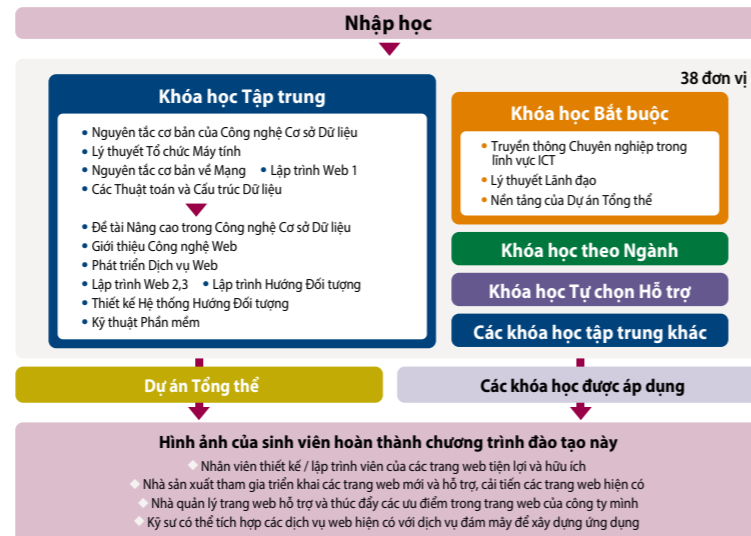 Nhập học
38 đơn vị
Khóa học Tập trung
• Nguyên tắc cơ bản của Công nghệ Cơ sở Dữ liệu
• Lý thuyết Tổ chức Máy tính
• Nguyên tắc cơ bản về Mạng • Lập trình Web 1
• Các Thuật toán và Cấu trúc Dữ liệu
• Đề tài Nâng cao trong Công nghệ Cơ sở Dữ liệu
• Giới thiệu Công nghệ Web
• Phát triển Dịch vụ Web
• Lập trình Web 2,3 • Lập trình Hướng Đối tượng
• Thiết kế Hệ thống Hướng Đối tượng
• Kỹ thuật Phần mềm
Khóa học Bắt buộc
• Truyền thông Chuyên nghiệp trong
lĩnh vực ICT
• Lý thuyết Lãnh đạo
• Nền tảng của Dự án Tổng thể
Khóa học theo Ngành
Khóa học Tự chọn Hỗ trợ
Các khóa học tập trung khác
Dự án Tổng thể
Các khóa học được áp dụng
Hình ảnh của sinh viên hoàn thành chương trình đào tạo này
◆ Nhân viên thiết kế / lập trình viên của các trang web tiện lợi và hữu ích
◆ Nhà sản xuất tham gia triển khai các trang web mới và hỗ trợ, cải tiến các trang web hiện có
◆ Nhà quản lý trang web hỗ trợ và thúc đẩy các ưu điểm trong trang web của công ty mình
◆ Kỹ sư có thể tích hợp các dịch vụ web hiện có với dịch vụ đám mây để xây dựng ứng dụng